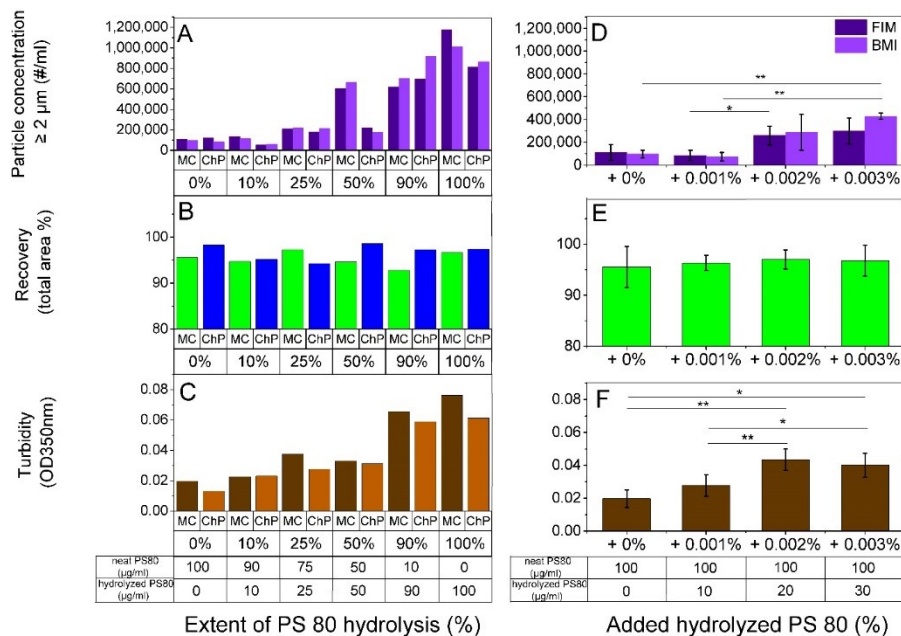 A
Particle concentration
≥ 2 µm (#/ml)
1,200,000
1,000,000
800,000
600,000
400,000
200,000
0
MC ChP MC ChP MC ChP MC ChP MC ChP MC ChP
0% 10% 25% 50% 90% 100%
B
Recovery
(total area %)
100
95
90
80
MC ChP MC ChP MC ChP MC ChP MC ChP MC ChP
0% 10% 25% 50% 90% 100%
C
Turbidity
(OD350nm)
0.08
0.06
0.04
0.02
0.00
MC ChP MC ChP MC ChP MC ChP MC ChP MC ChP
0% 10% 25% 50% 90% 100%
neat PS80
(µg/ml) 100 90 75 50 10 0
hydrolyzed PS80
(µg/ml) 0 10 25 50 90 100
Extent of PS 80 hydrolysis (%)
D
FIM
BMI
1,200,000
1,000,000
800,000
600,000
400,000
200,000
0
**
**
*
+ 0% + 0.001% + 0.002% + 0.003%
E
100
95
90
80
+ 0% + 0.001% + 0.002% + 0.003%
F
0.08
0.06
0.04
0.02
0.00
*
**
*
**
+ 0% + 0.001% + 0.002% + 0.003%
neat PS80
(µg/ml) 100 100 100 100
hydrolyzed PS80
(µg/ml) 0 10 20 30
Added hydrolyzed PS 80 (%)